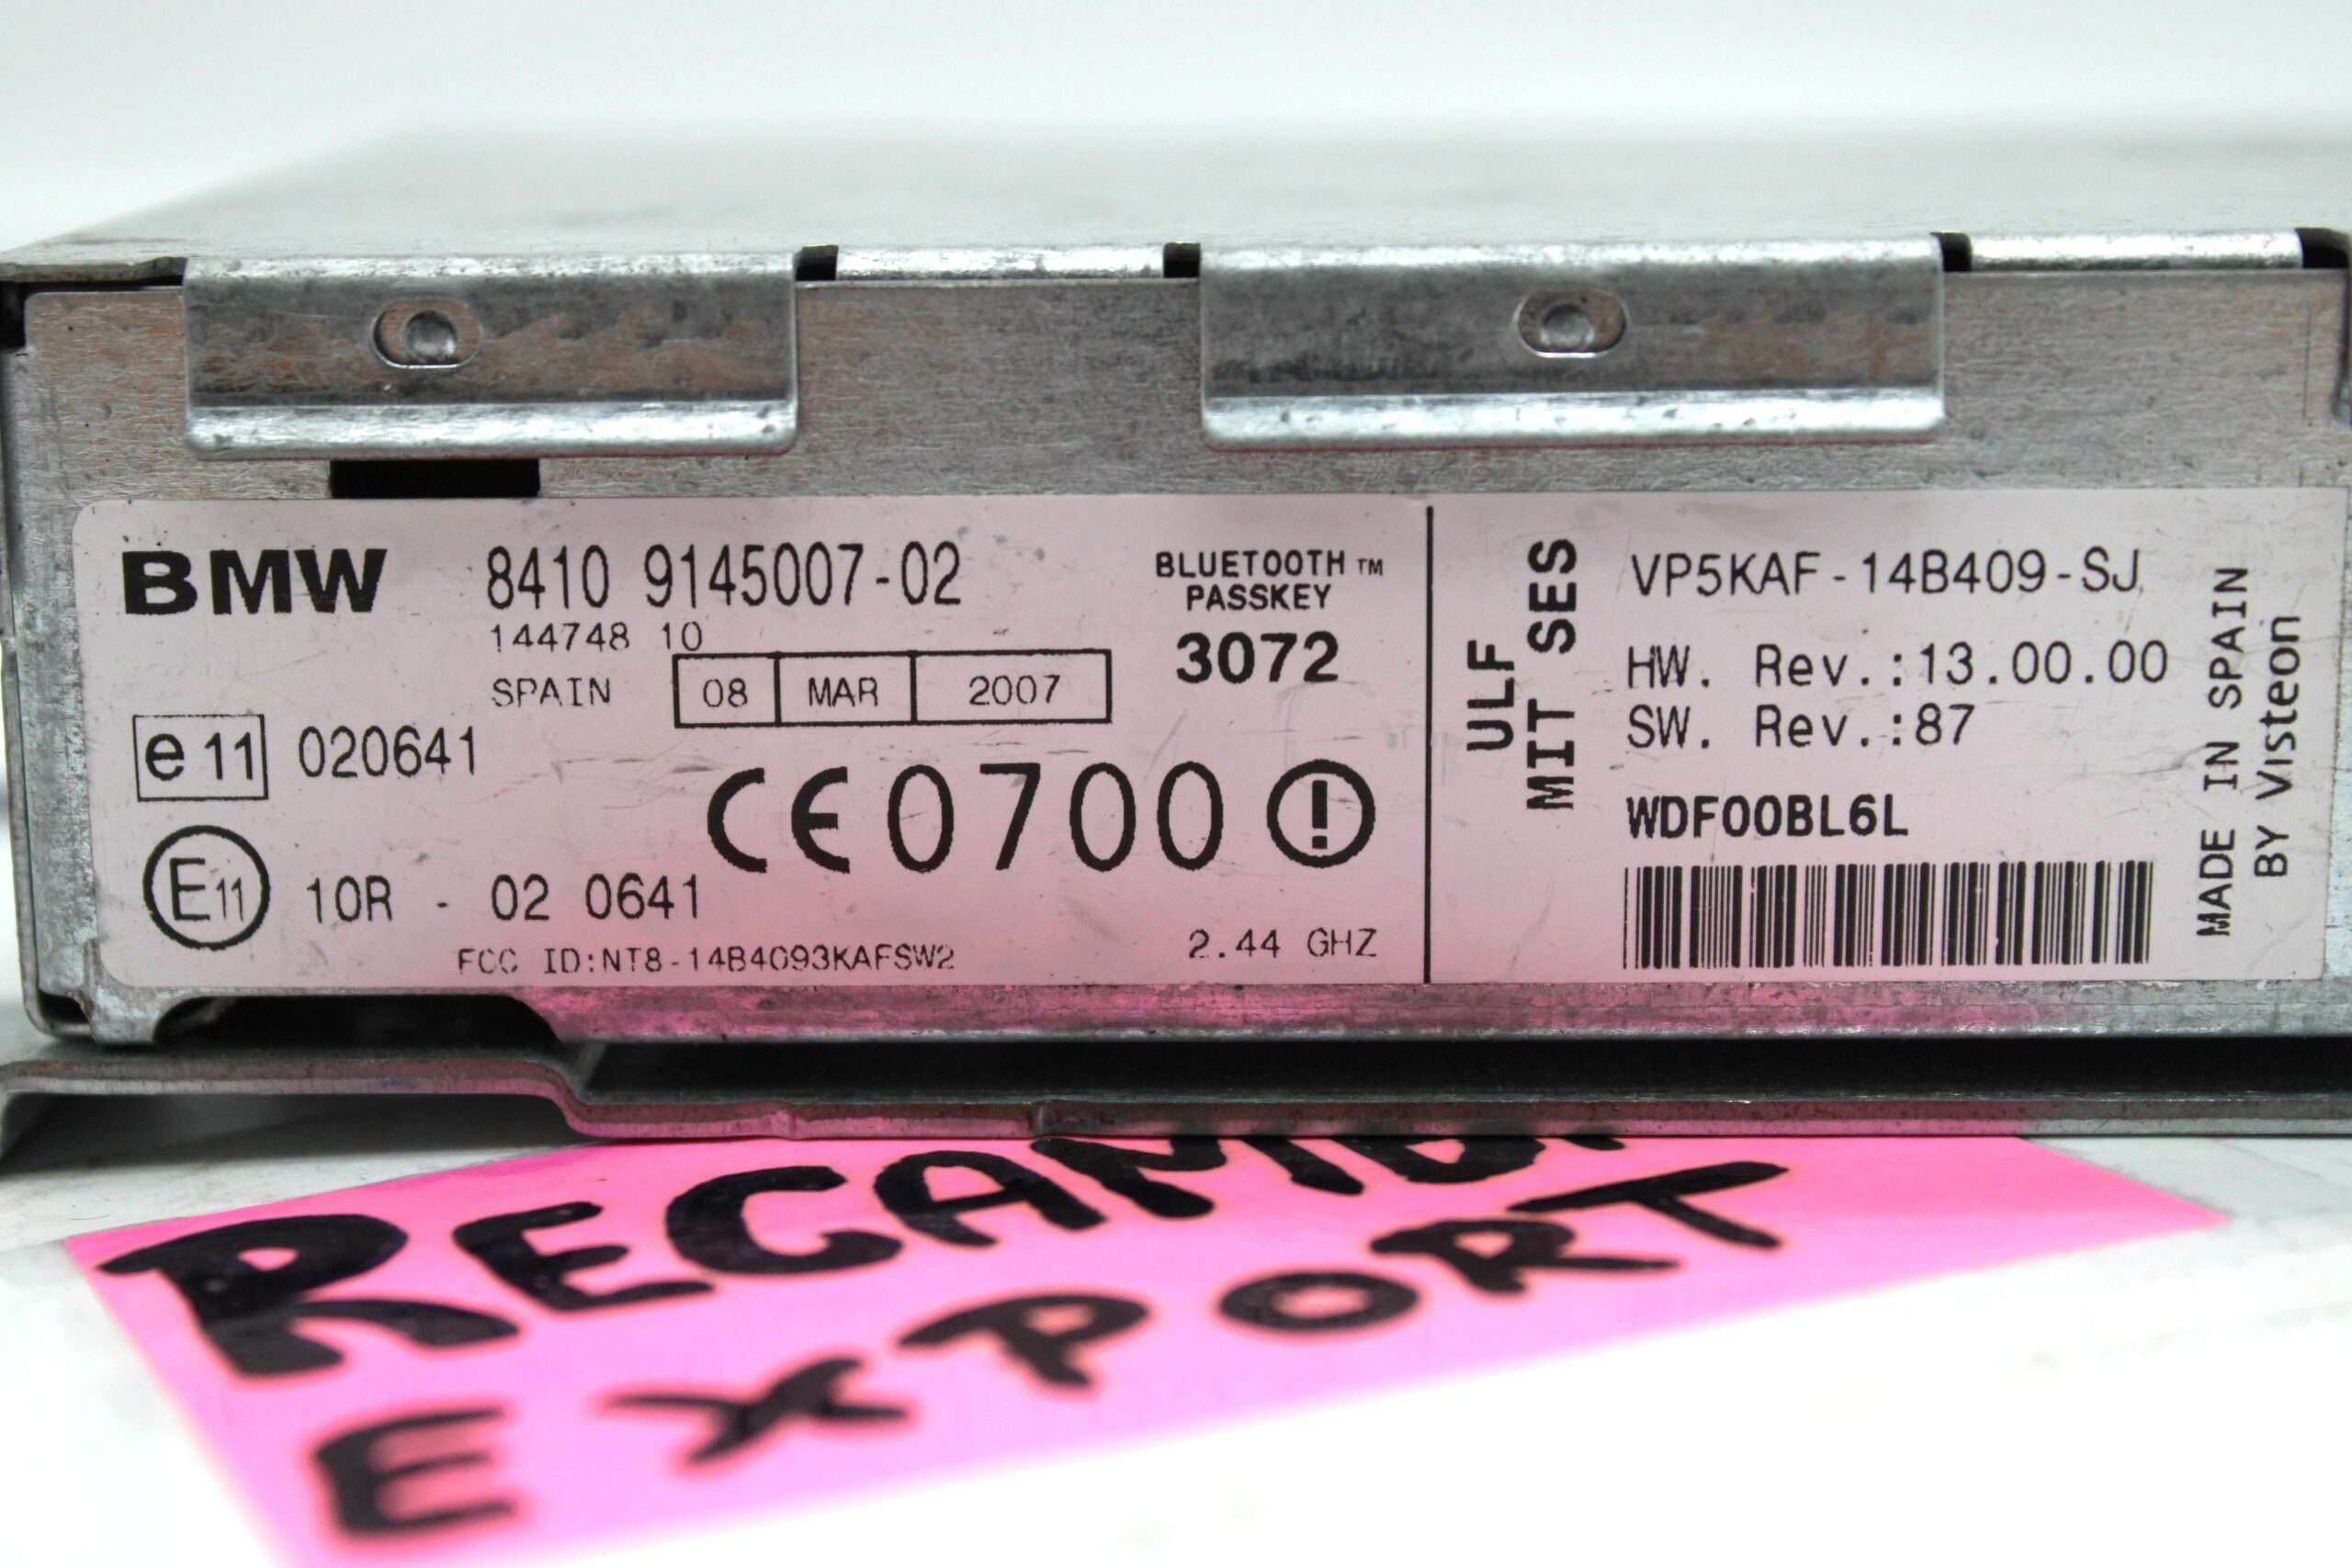 BMW 8410 9145007-02
144748 10
SPAIN 08 MAR 2007
BLUETOOTH™
PASSKEY
3072
e11 020641
CE0700
E11 10R - 02 0641
FCC ID:NT8-14B4093KAFSW2
2.44 GHZ
ULF
MIT SES
VP5KAF-14B409-SJ
HW. Rev.:13.00.00
SW. Rev.:87
WDF00BL6L
MADE IN SPAIN
BY Visteon
EXPORT